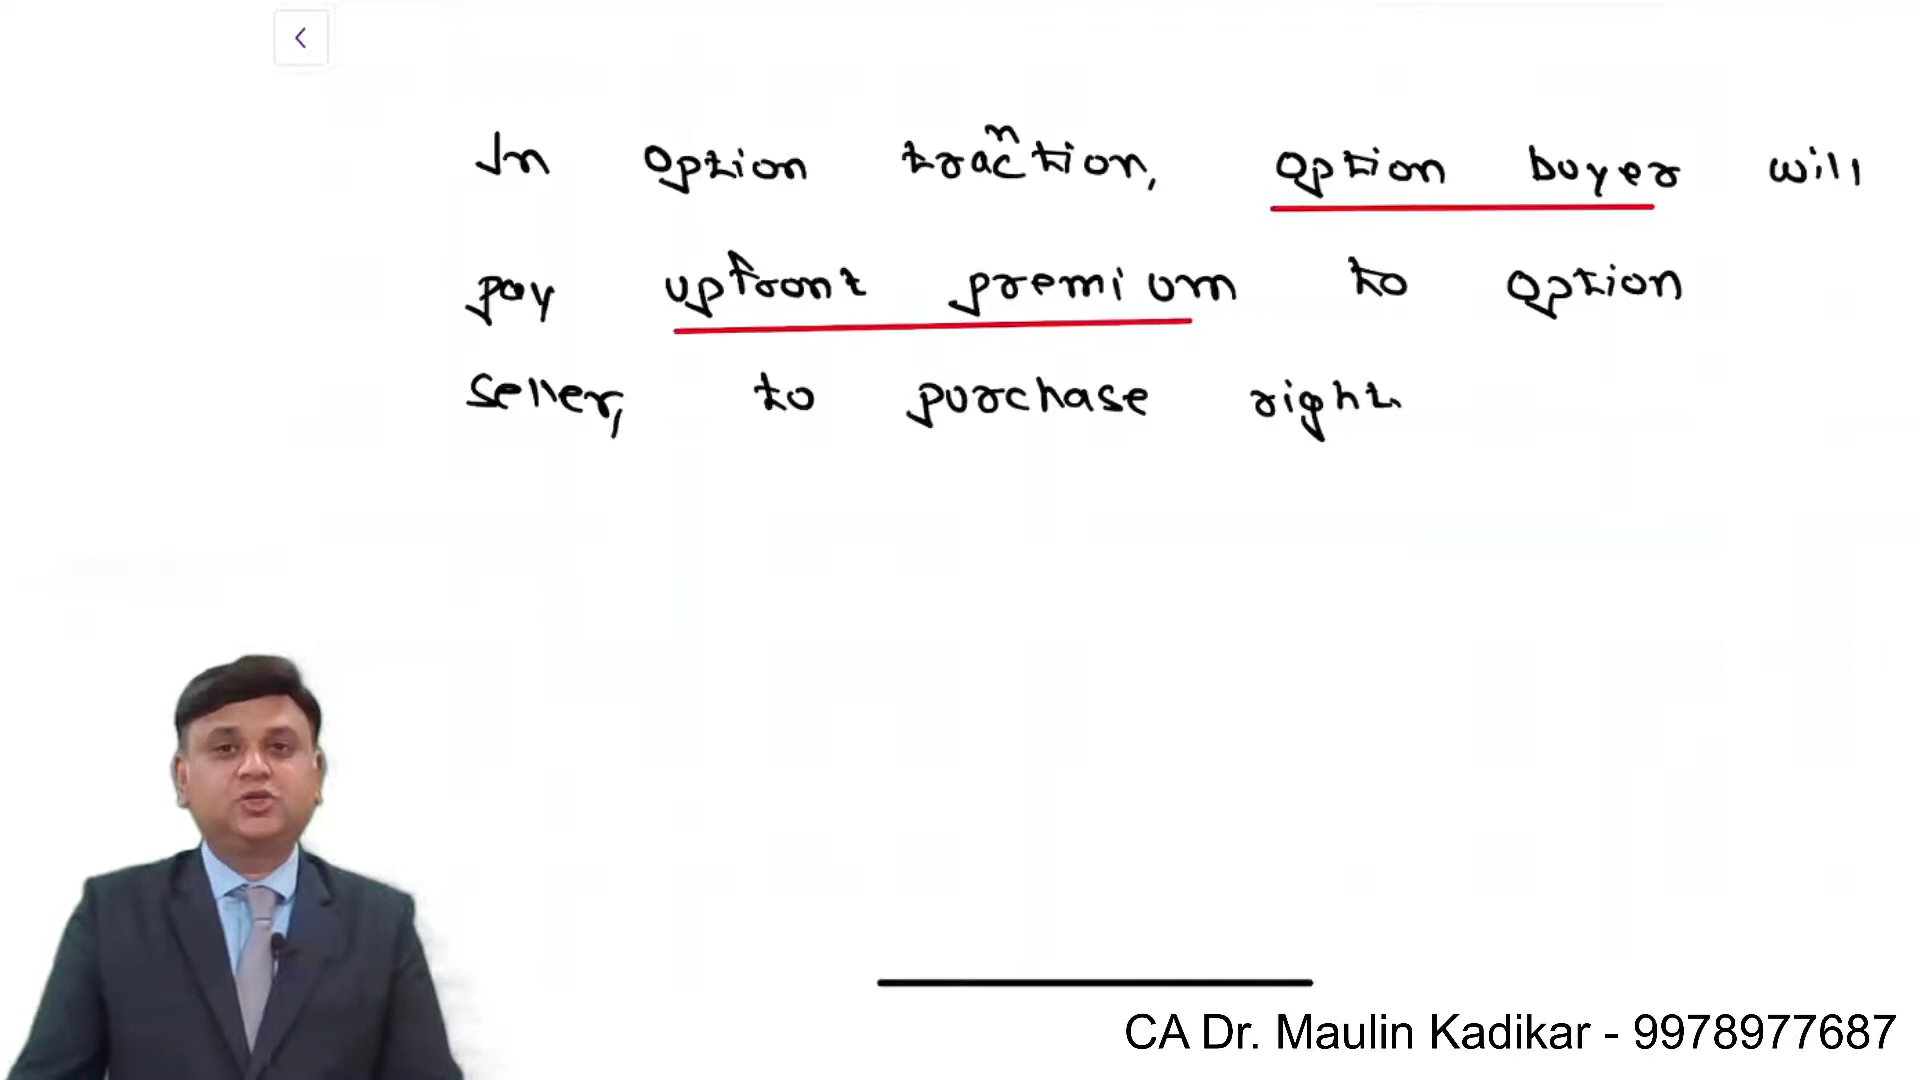 In option tracⁿtion, option buyer will
pay upfront premium to option
seller, to purchase right.
CA Dr. Maulin Kadikar - 9978977687